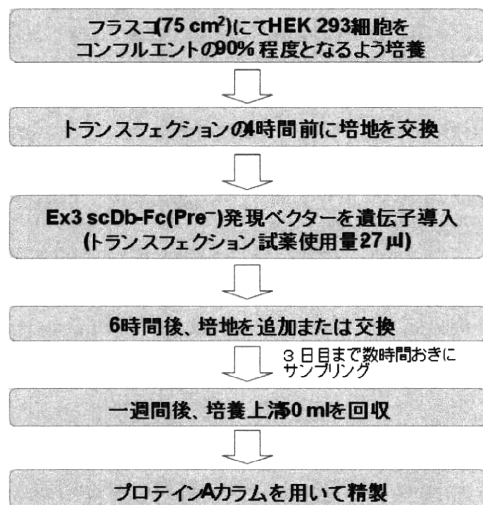 フラスコ(75 cm²)にてHEK 293細胞を
コンフルエントの90%程度となるよう培養
トランスフェクションの4時間前に培地を交換
Ex3 scDb-Fc(Pre⁻)発現ベクターを遺伝子導入
(トランスフェクション試薬使用量27 µl)
6時間後、培地を追加または交換
3日目まで数時間おきに
サンプリング
一週間後、培養上清50 mlを回収
プロテインAカラムを用いて精製